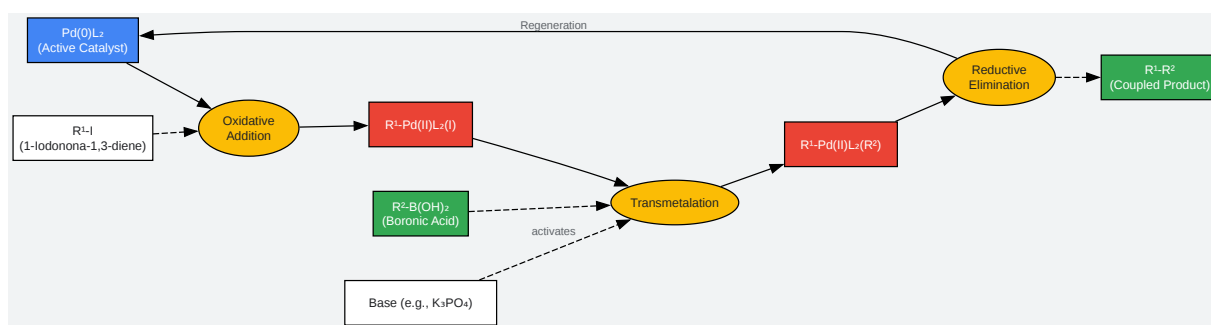 Pd(0)L₂
(Active Catalyst)
Regeneration
Reductive
Elimination
R¹-R²
(Coupled Product)
R¹-I
(1-Iodonona-1,3-diene)
Oxidative
Addition
R¹-Pd(II)L₂(I)
R¹-Pd(II)L₂(R²)
R²-B(OH)₂
(Boronic Acid)
Transmetalation
activates
Base (e.g., K₃PO₄)